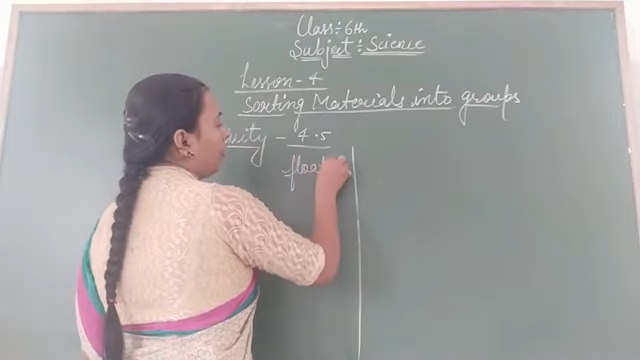 Class:- 6th
Subject :- Science
Lesson - 4
Sorting Materials into groups
- 4.5